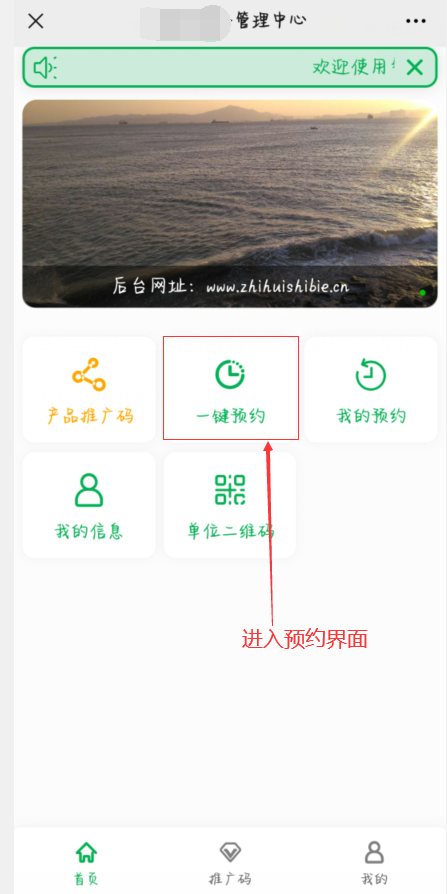 管理中心
欢迎使用
后台网址：www.zhihuishibie.cn
产品推广码
一键预约
我的预约
我的信息
单位二维码
进入预约界面
首页
推广码
我的